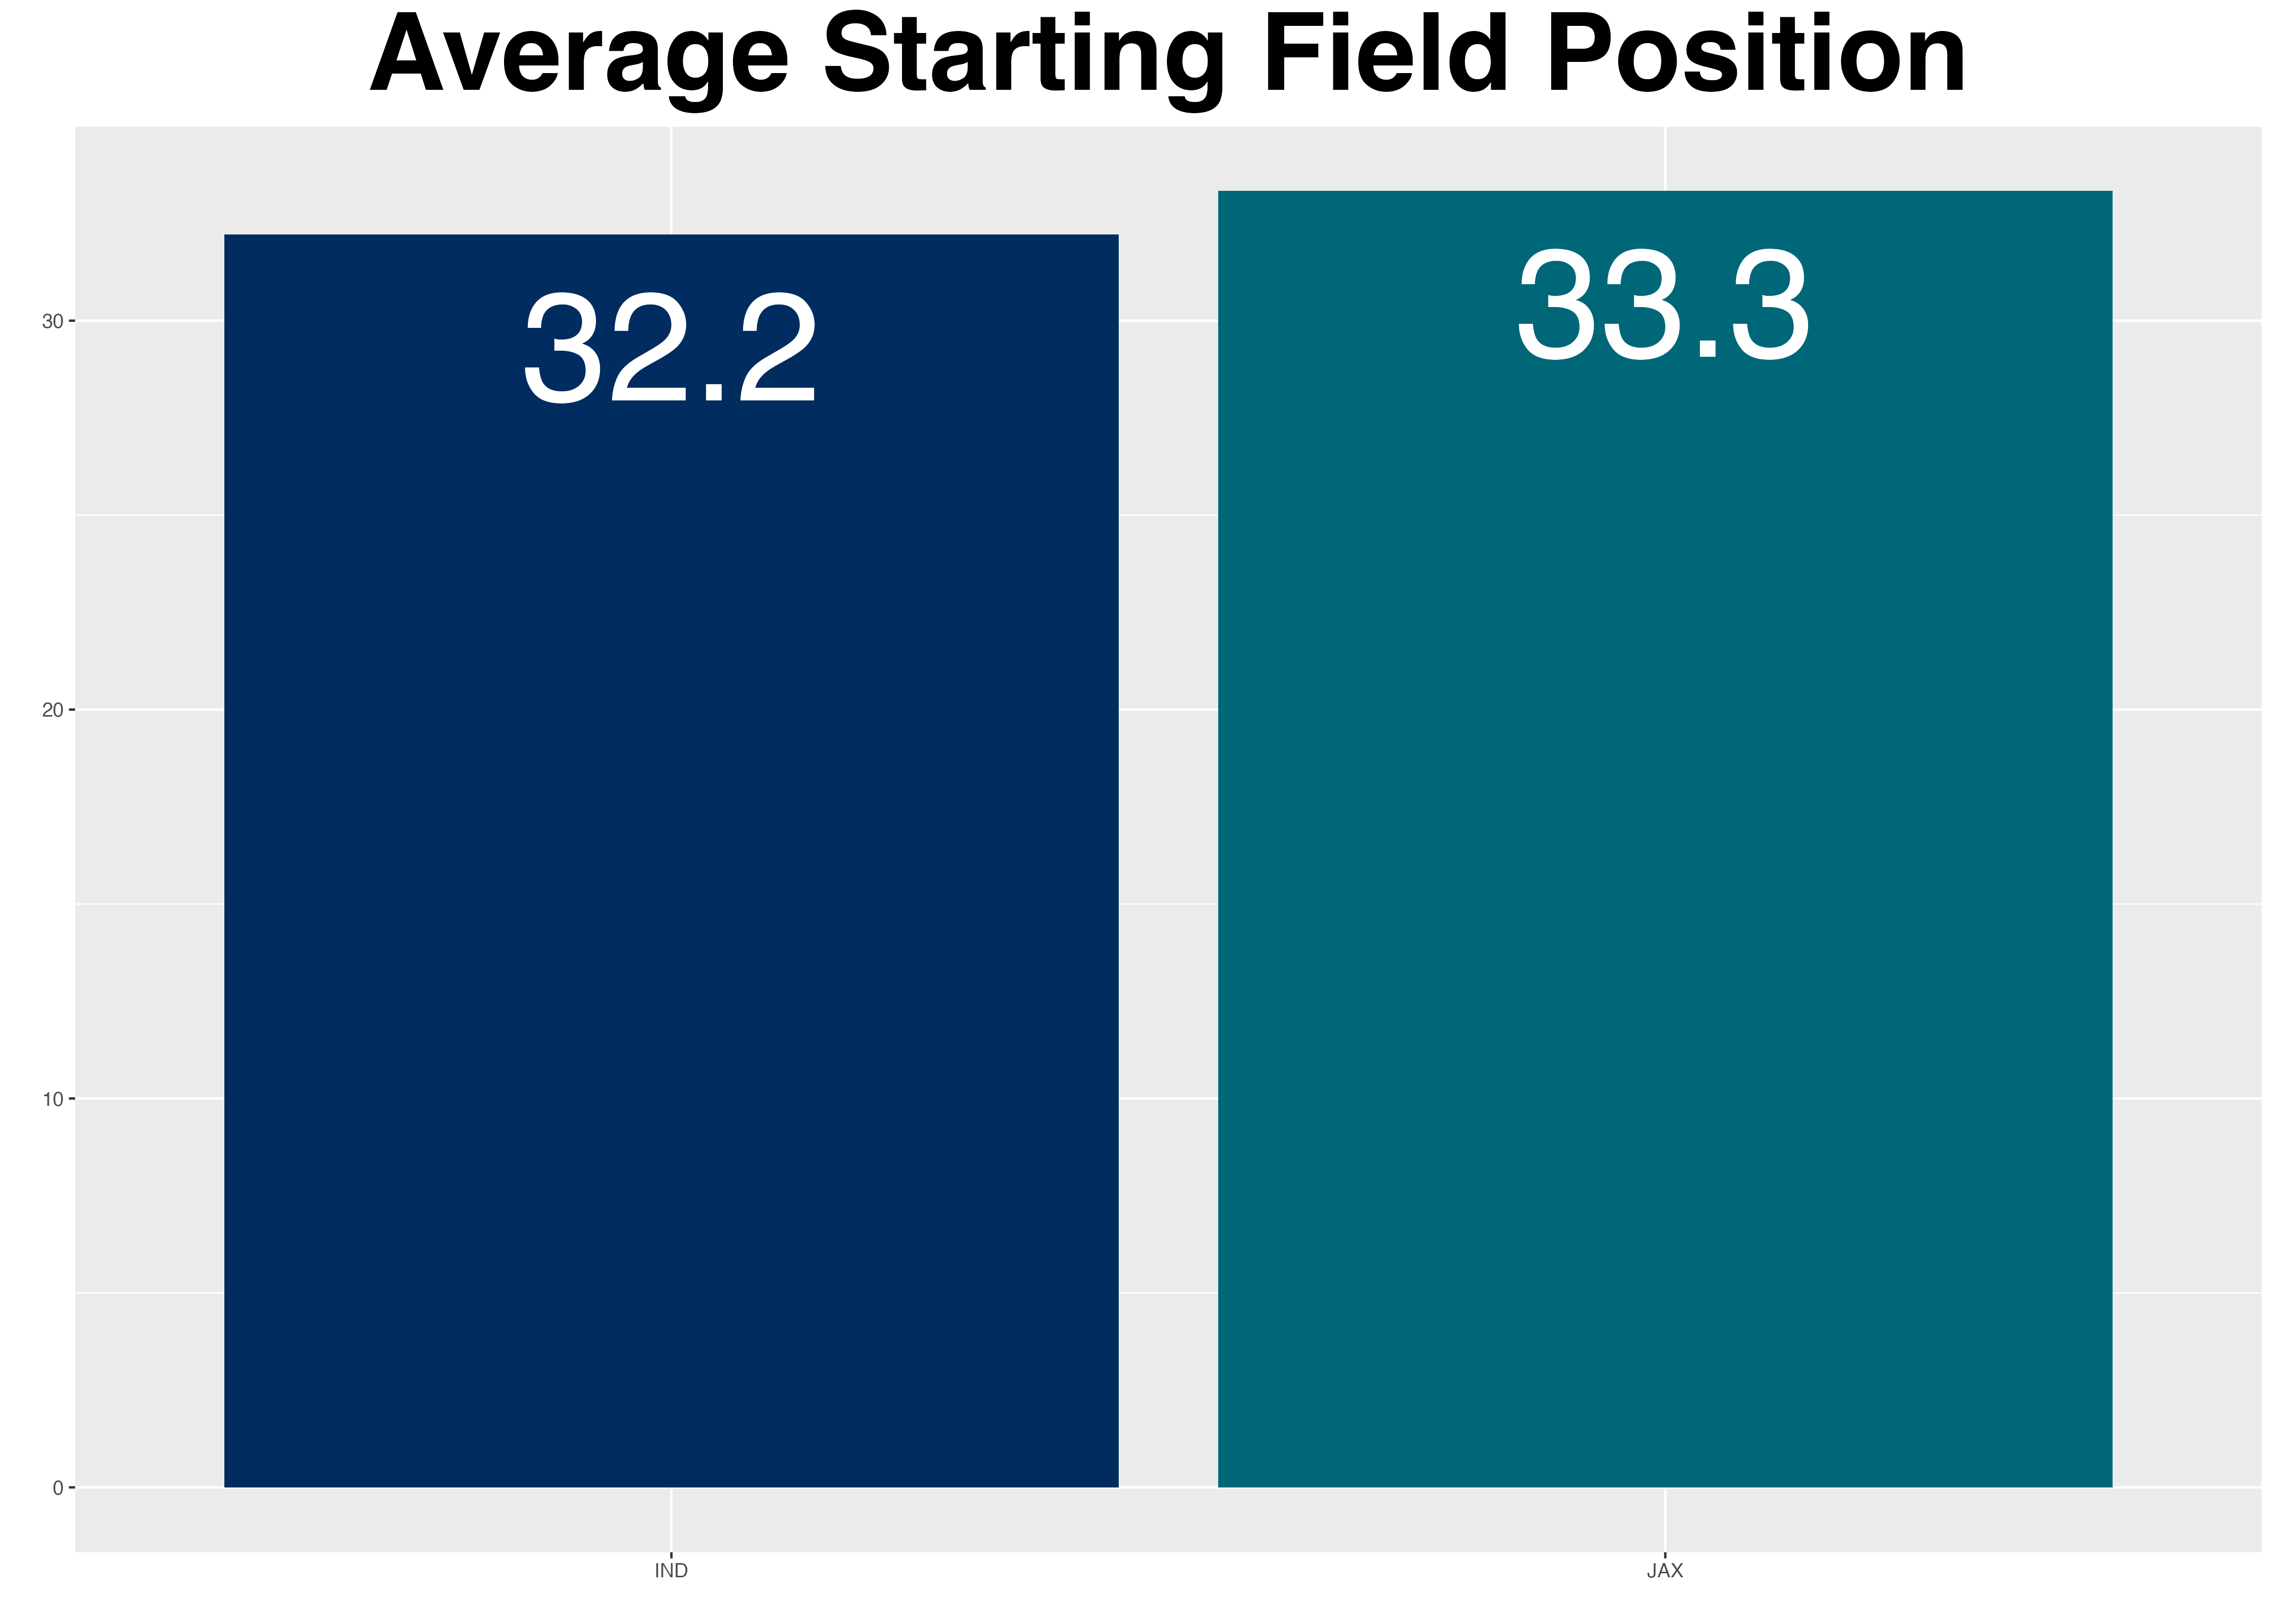 Average Starting Field Position
32.2
33.3
30
20
10
0
IND
JAX